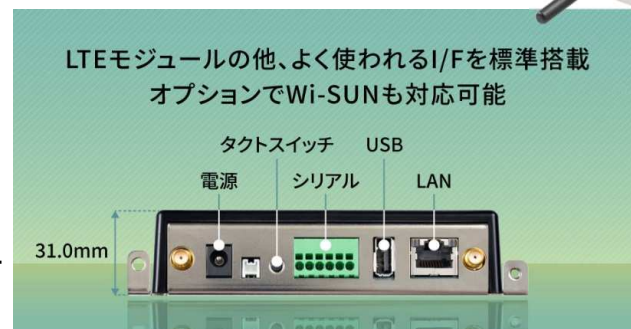 LTEモジュールの他、よく使われるI/Fを標準搭載
オプションでWi-SUNも対応可能
タクトスイッチ USB
電源 シリアル LAN
31.0mm